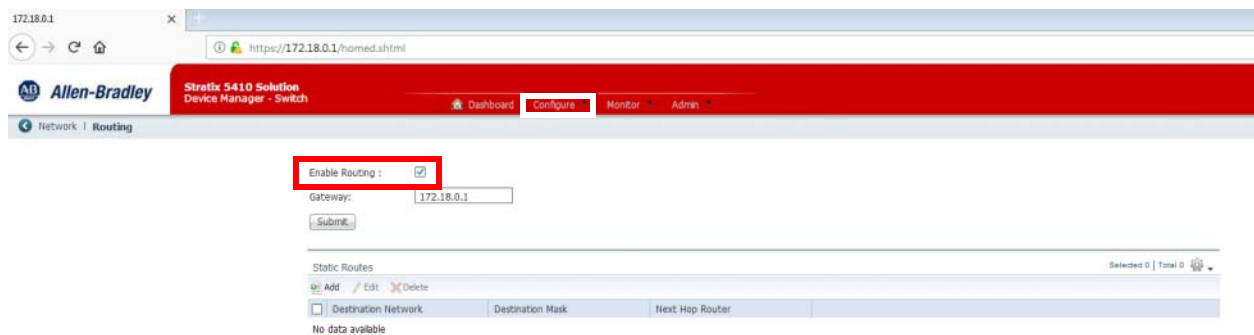 172.18.0.1
https://172.18.0.1/homed.shtml
AB Allen-Bradley
Stratix 5410 Solution
Device Manager - Switch
Dashboard Configure Monitor Admin
Network | Routing
Enable Routing :
Gateway: 172.18.0.1
Submit
Static Routes Selected 0 | Total 0
Add Edit Delete
Destination Network Destination Mask Next Hop Router
No data available